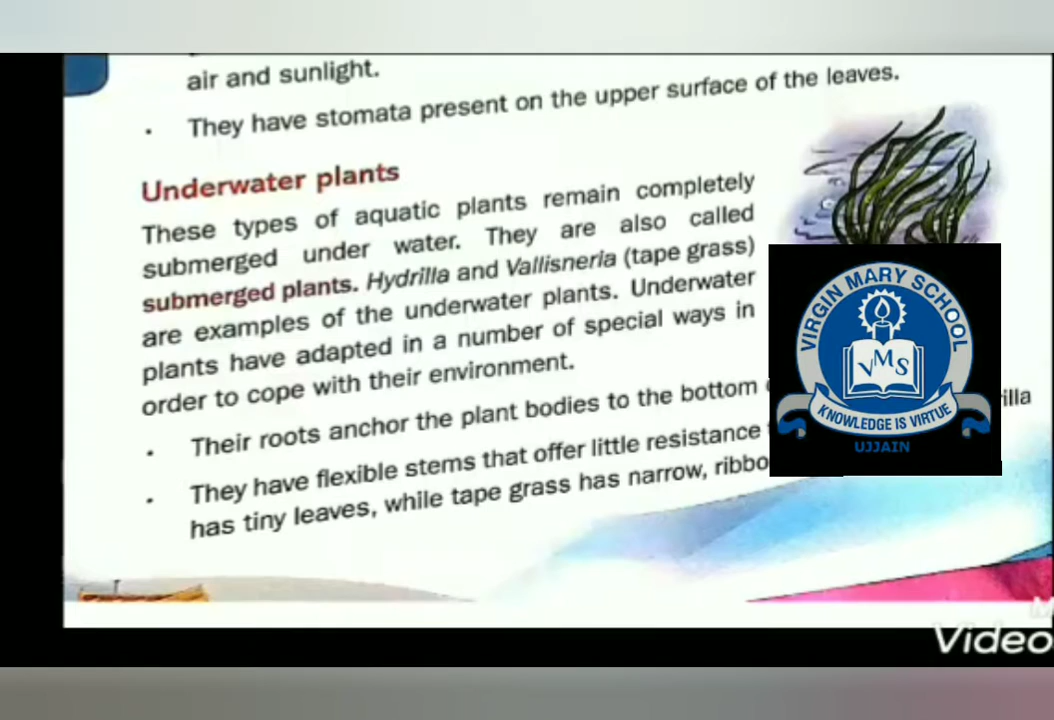 air and sunlight.
• They have stomata present on the upper surface of the leaves.
Underwater plants
These types of aquatic plants remain completely
submerged under water. They are also called
submerged plants. Hydrilla and Vallisneria (tape grass)
are examples of the underwater plants. Underwater
plants have adapted in a number of special ways in
order to cope with their environment.
• Their roots anchor the plant bodies to the bottom
• They have flexible stems that offer little resistance
has tiny leaves, while tape grass has narrow,
VIRGIN MARY SCHOOL
VMS
KNOWLEDGE IS VIRTUE
UJJAIN
Video